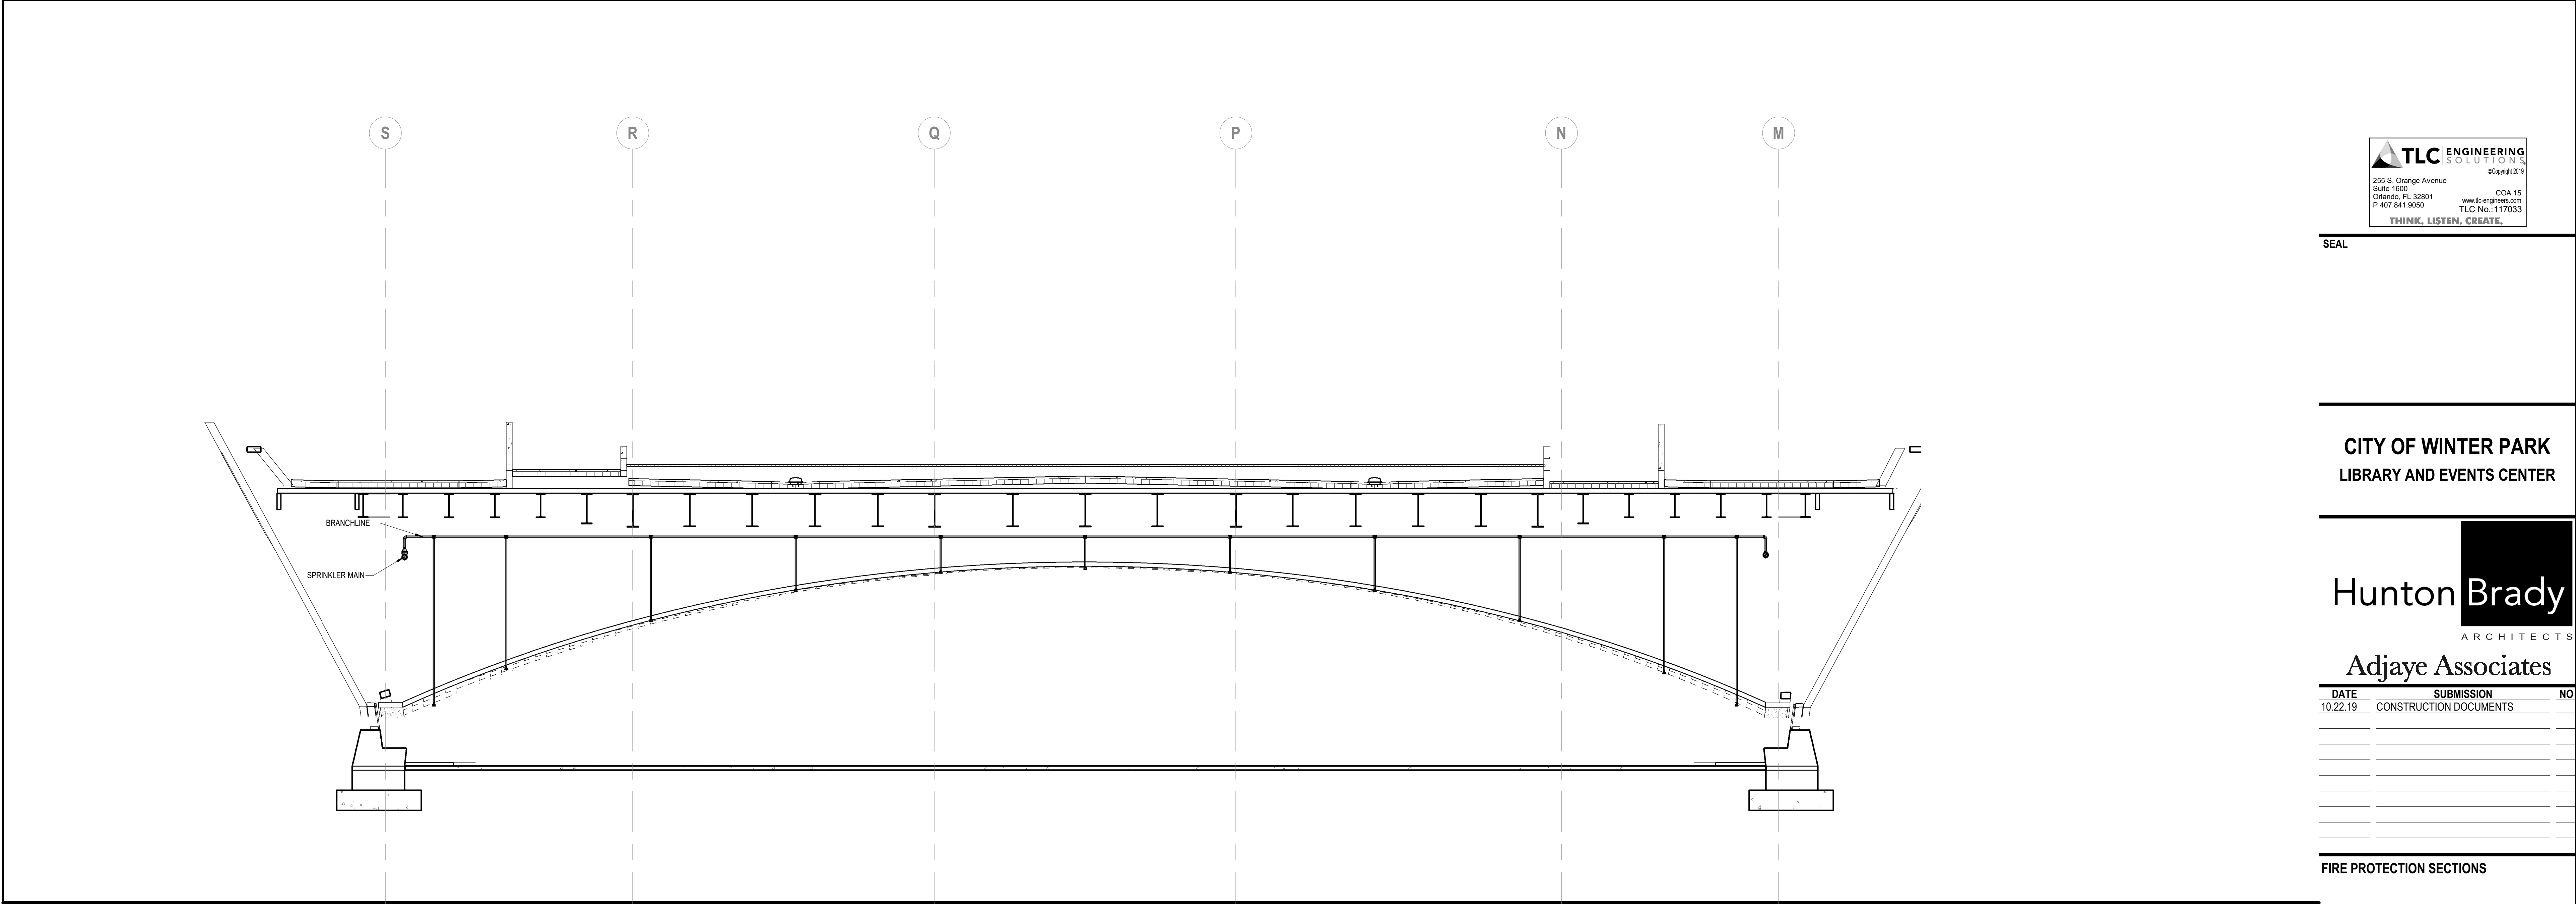 S
R
Q
P
N
M
BRANCHLINE
SPRINKLER MAIN
TLC ENGINEERING
SOLUTIONS
©Copyright 2019
255 S. Orange Avenue
Suite 1600
Orlando, FL 32801
P 407.841.9050
COA 15
www.tlc-engineers.com
TLC No.:117033
THINK. LISTEN. CREATE.
SEAL
CITY OF WINTER PARK
LIBRARY AND EVENTS CENTER
Hunton Brady
ARCHITECTS
Adjaye Associates
DATE SUBMISSION NO
10.22.19 CONSTRUCTION DOCUMENTS
FIRE PROTECTION SECTIONS